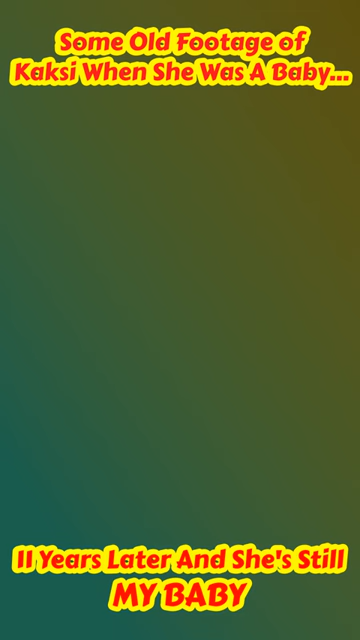 Some Old Footage of
Kaksi When She Was A Baby...
11 Years Later And She's Still
MY BABY